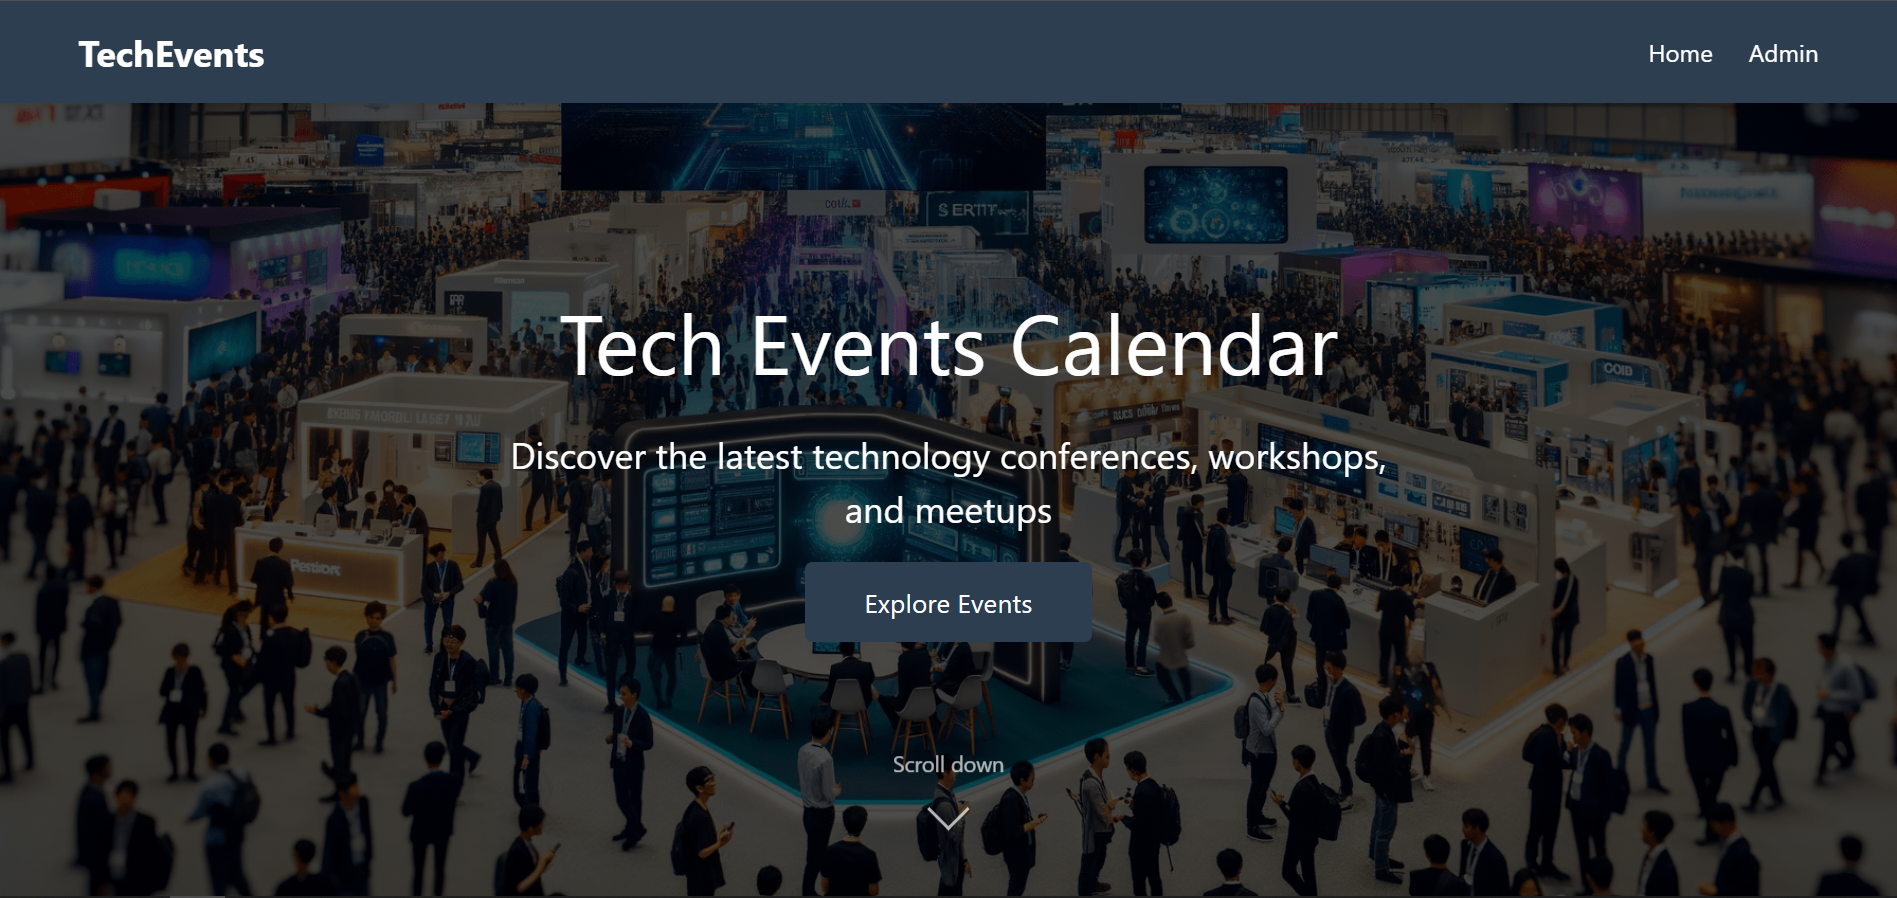 TechEvents
Home Admin
Tech Events Calendar
Discover the latest technology conferences, workshops,
and meetups
Explore Events
Scroll down